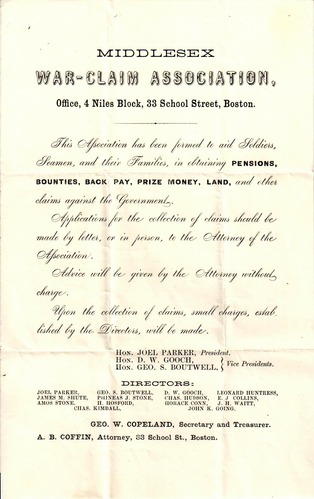 MIDDLESEX
WAR-CLAIM ASSOCIATION,
Office, 4 Niles Block, 33 School Street, Boston.
This Association has been formed to aid Soldiers,
Seamen, and their Families, in obtaining PENSIONS,
BOUNTIES, BACK PAY, PRIZE MONEY, LAND, and other
claims against the Government.
Applications for the collection of claims should be
made by letter, or in person, to the Attorney of the
Association.
Advice will be given by the Attorney without
charge.
Upon the collection of claims, small charges, estab-
lished by the Directors, will be made.
HON. JOEL PARKER, President.
HON. D. W. GOOCH,
HON. GEO. S. BOUTWELL, } Vice Presidents.
DIRECTORS:
JOEL PARKER, GEO. S. BOUTWELL, D. W. GOOCH, LEONARD HUNTRESS,
JAMES M. SHUTE, PHINEAS J. STONE, CHAS. HUDSON, E. J. COLLINS,
AMOS STONE, H. HOSFORD, HORACE CONN, J. H. WAITT,
CHAS. KIMBALL, JOHN K. GOING.
GEO. W. COPELAND, Secretary and Treasurer.
A. B. COFFIN, Attorney, 33 School St., Boston.